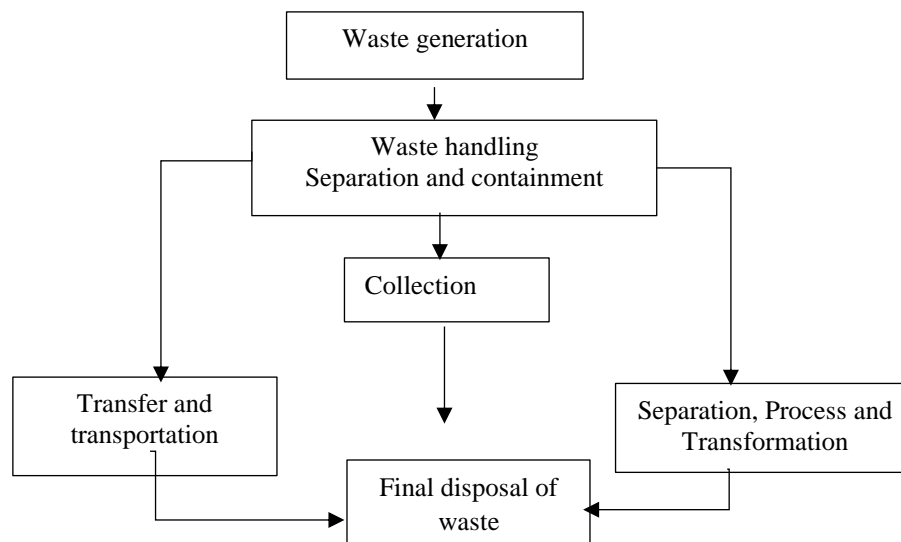 Waste generation
Waste handling
Separation and containment
Collection
Transfer and
transportation
Separation, Process and
Transformation
Final disposal of
waste